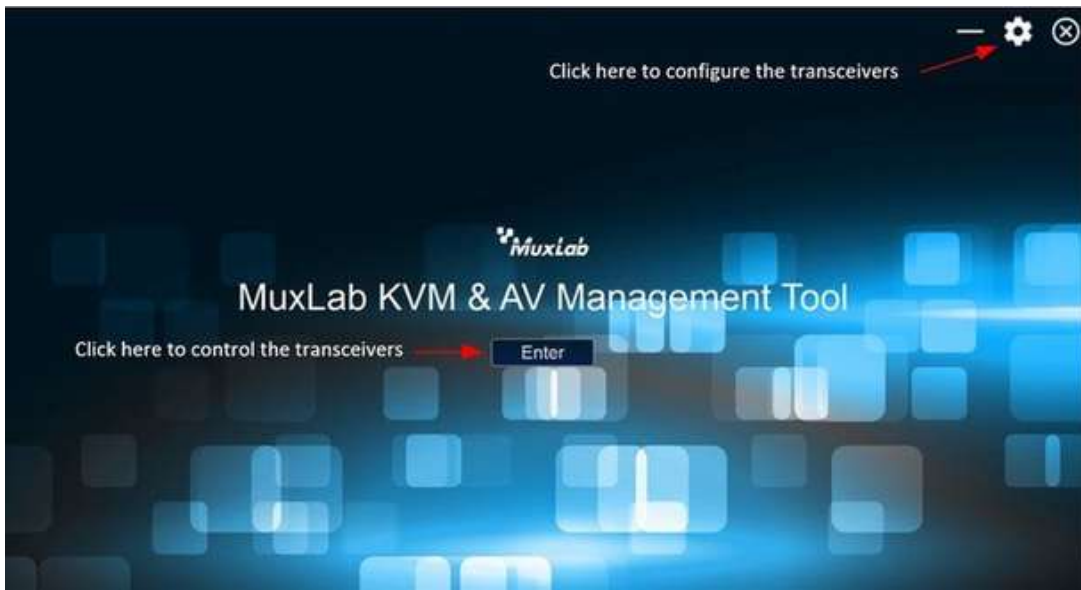 Click here to configure the transceivers
MuxLab
MuxLab KVM & AV Management Tool
Click here to control the transceivers
Enter